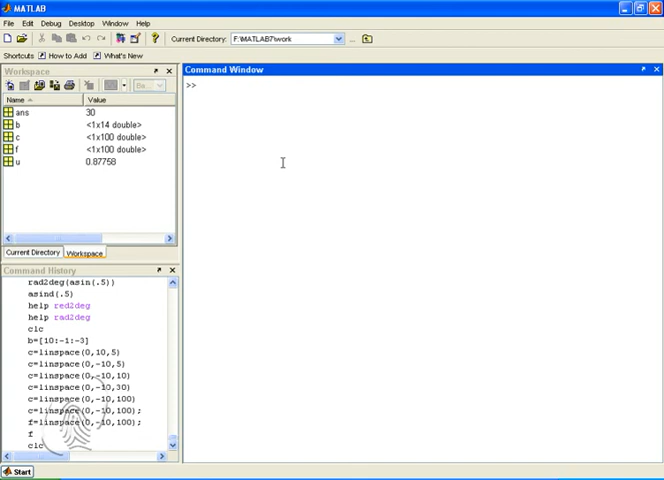 MATLAB
File Edit Debug Desktop Window Help
Current Directory: F:\MATLAB7\work ...
Shortcuts How to Add What's New
Workspace
Ba...
Name Value
ans 30
b <1x14 double>
c <1x100 double>
f <1x100 double>
u 0.87758
Current Directory Workspace
Command History
rad2deg(asin(.5))
asind(.5)
help red2deg
help rad2deg
clc
b=[10:-1:-3]
c=linspace(0,10,5)
c=linspace(0,-10,5)
c=linspace(0,-10,10)
c=linspace(0,-10,30)
c=linspace(0,-10,100)
c=linspace(0,-10,100);
f=linspace(0,-10,100);
f
clc
Command Window
>>
Start